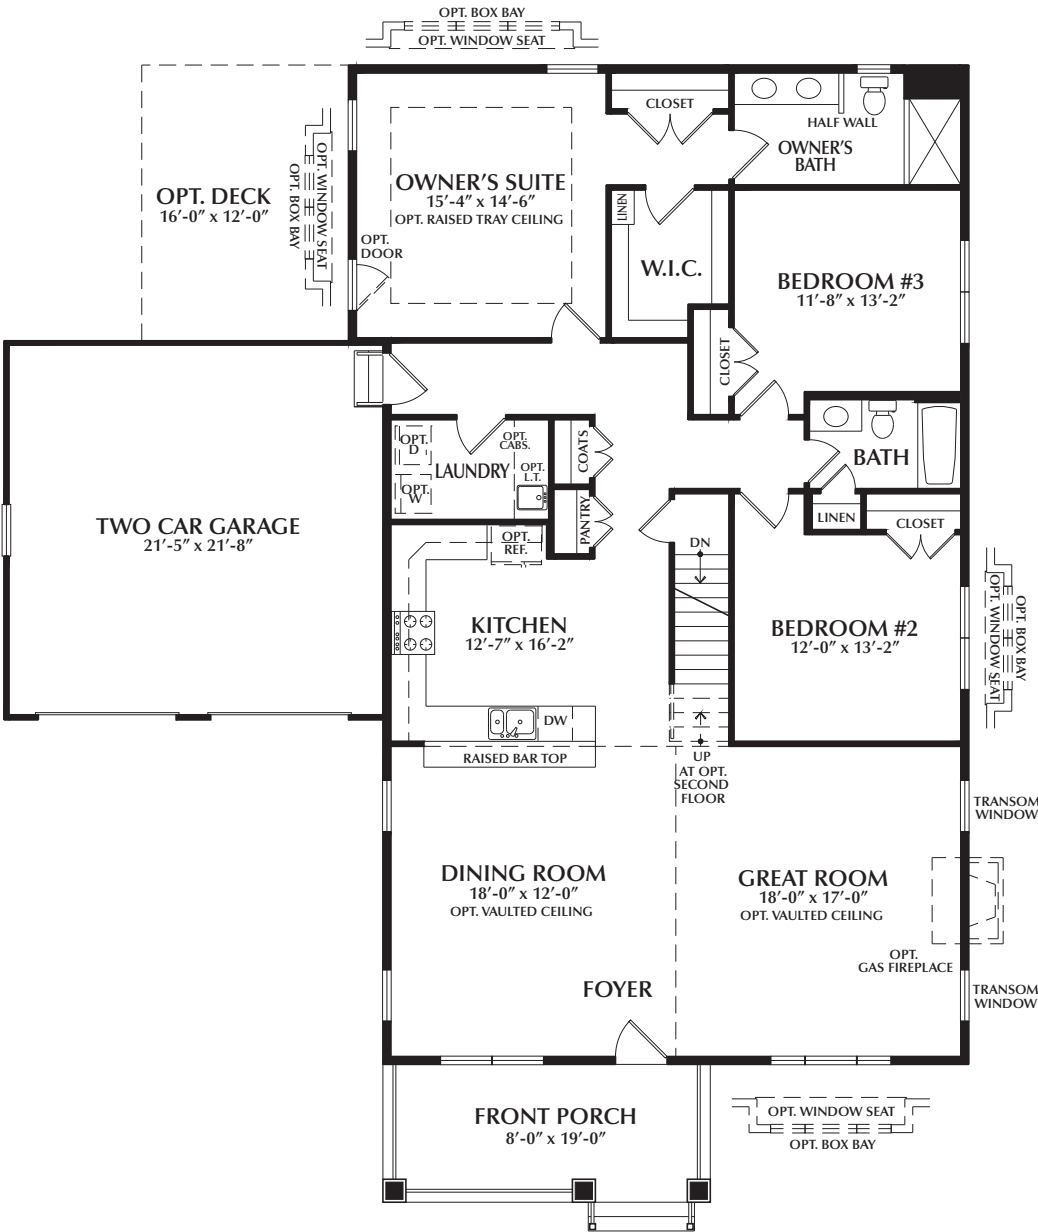 OPT. BOX BAY
OPT. WINDOW SEAT
CLOSET
HALF WALL
OWNER'S
BATH
OPT. WINDOW SEAT
OPT. BOX BAY
OPT. DECK
16'-0" x 12'-0"
OWNER'S SUITE
15'-4" x 14'-6"
OPT. RAISED TRAY CEILING
OPT.
DOOR
LINEN
W.I.C.
BEDROOM #3
11'-8" x 13'-2"
CLOSET
OPT.
D
OPT.
W
LAUNDRY
OPT.
CABS.
OPT.
L.T.
COATS
BATH
PANTRY
LINEN
CLOSET
TWO CAR GARAGE
21'-5" x 21'-8"
OPT.
REF.
DN
KITCHEN
12'-7" x 16'-2"
BEDROOM #2
12'-0" x 13'-2"
OPT. WINDOW SEAT
OPT. BOX BAY
DW
RAISED BAR TOP
UP
AT OPT.
SECOND
FLOOR
TRANSOM
WINDOW
DINING ROOM
18'-0" x 12'-0"
OPT. VAULTED CEILING
GREAT ROOM
18'-0" x 17'-0"
OPT. VAULTED CEILING
OPT.
GAS FIREPLACE
FOYER
TRANSOM
WINDOW
FRONT PORCH
8'-0" x 19'-0"
OPT. WINDOW SEAT
OPT. BOX BAY